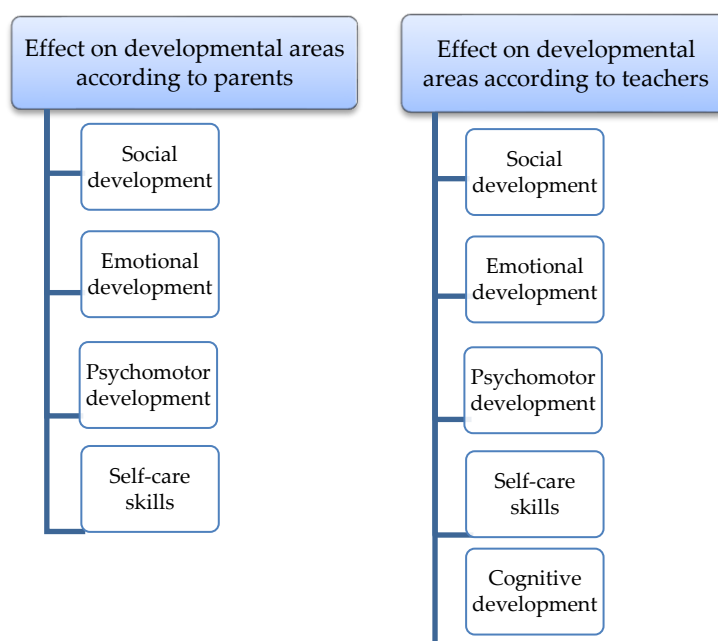 Effect on developmental areas
according to parents
Social
development
Emotional
development
Psychomotor
development
Self-care
skills
Effect on developmental
areas according to teachers
Social
development
Emotional
development
Psychomotor
development
Self-care
skills
Cognitive
development